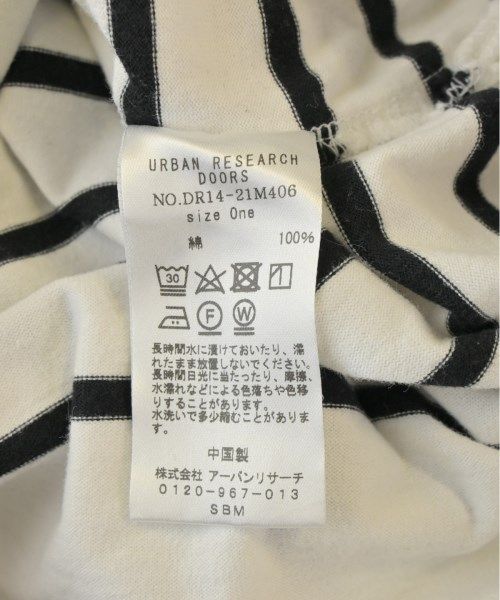 URBAN RESEARCH
DOORS
NO.DR14-21M406
size One
綿 100%
30
F W
長時間水に漬けておいたり、濡
れたまま放置しないでください。
長時間日光に当たったり、摩擦、
水濡れなどによる色落ちや色移
りすることがあります。
水洗いで多少縮むことがありま
す。
中国製
株式会社 アーバンリサーチ
0120-967-013
SBM